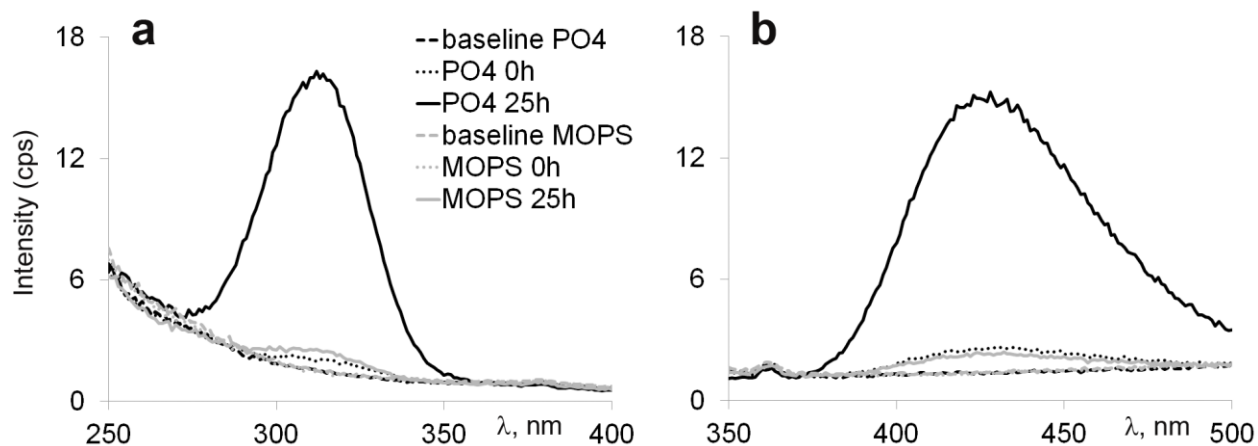 a
b
18
12
6
0
Intensity (cps)
baseline PO4
PO4 0h
PO4 25h
baseline MOPS
MOPS 0h
MOPS 25h
250 300 350 λ, nm 400
18
12
6
0
350 400 450 λ, nm 500